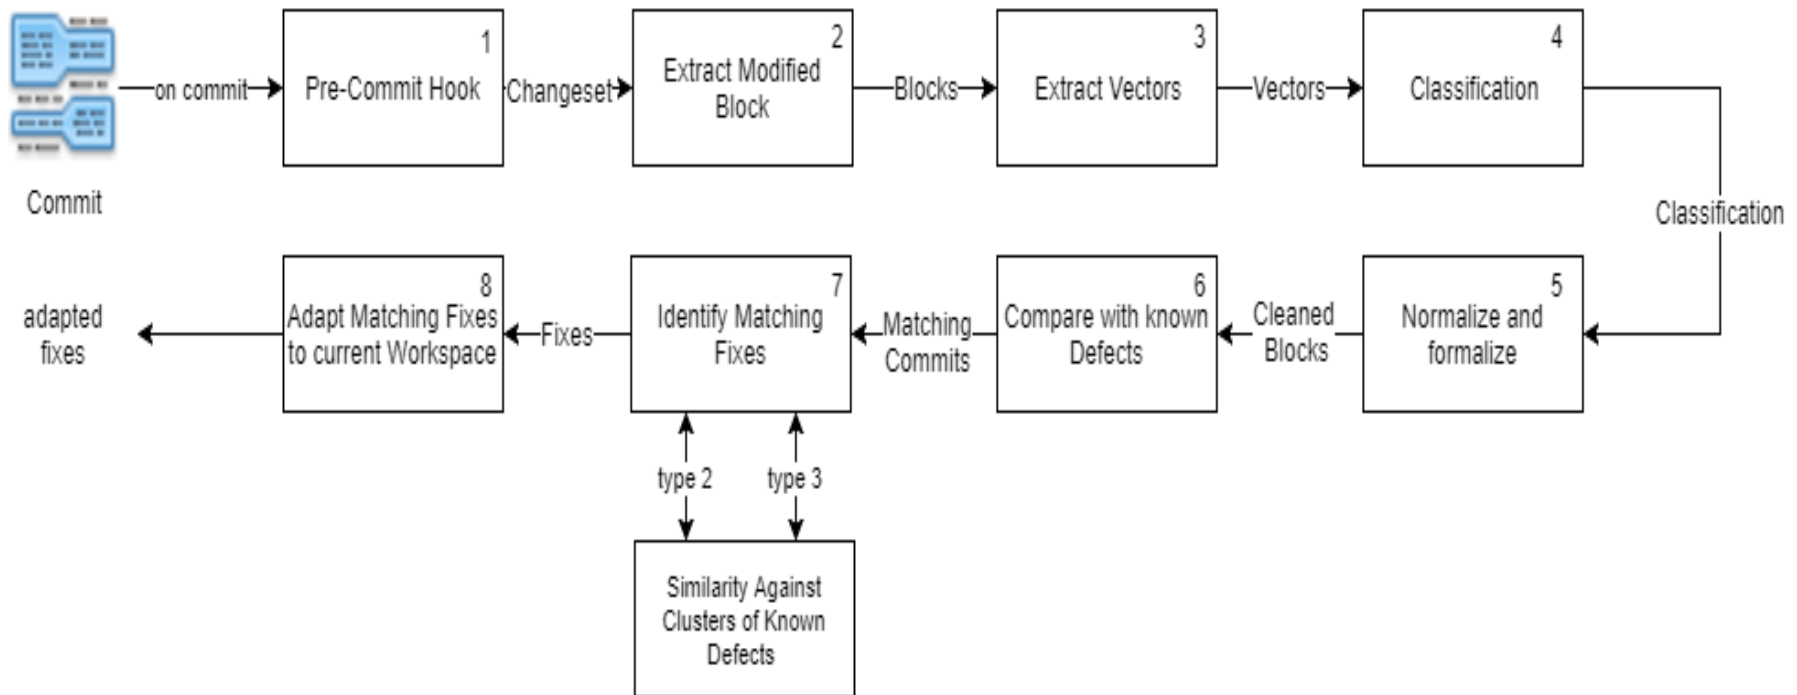 1
Pre-Commit Hook
2
Extract Modified
Block
3
Extract Vectors
4
Classification
on commit
Changeset
Blocks
Vectors
Commit
Classification
8
Adapt Matching Fixes
to current Workspace
7
Identify Matching
Fixes
6
Compare with known
Defects
5
Normalize and
formalize
adapted
fixes
Fixes
Matching
Commits
Cleaned
Blocks
type 2
type 3
Similarity Against
Clusters of Known
Defects